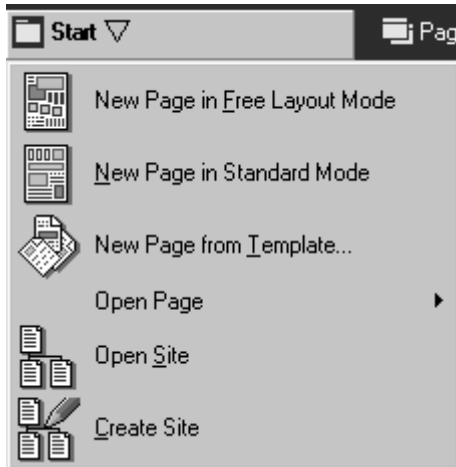 Start
Pag
New Page in Free Layout Mode
New Page in Standard Mode
New Page from Template...
Open Page
Open Site
Create Site